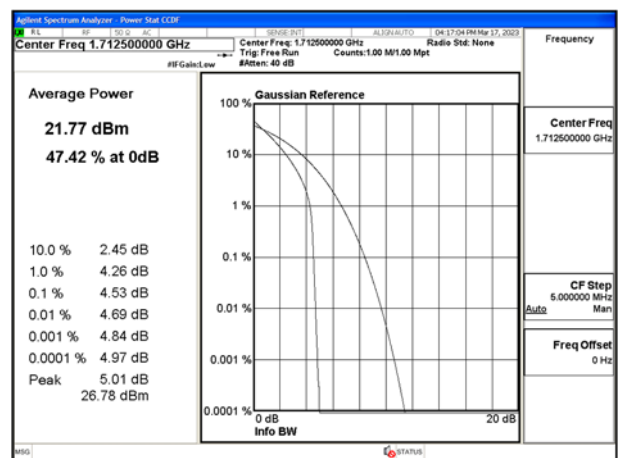 Agilent Spectrum Analyzer - Power Stat CCDF
RL RF 50 Ω AC SENSE:INT ALIGNAUTO 04:17:04 PM Mar 17, 2023
Center Freq 1.712500000 GHz
Center Freq: 1.712500000 GHz Radio Std: None
Trig: Free Run Counts:1.00 M/1.00 Mpt
#IFGain:Low #Atten: 40 dB
Frequency
Average Power
21.77 dBm
47.42 % at 0dB
10.0 % 2.45 dB
1.0 % 4.26 dB
0.1 % 4.53 dB
0.01 % 4.69 dB
0.001 % 4.84 dB
0.0001 % 4.97 dB
Peak 5.01 dB
26.78 dBm
Gaussian Reference
100 %
10 %
1 %
0.1 %
0.01 %
0.001 %
0.0001 %
0 dB 20 dB
Info BW
Center Freq
1.712500000 GHz
CF Step
5.000000 MHz
Auto Man
Freq Offset
0 Hz
MSG STATUS